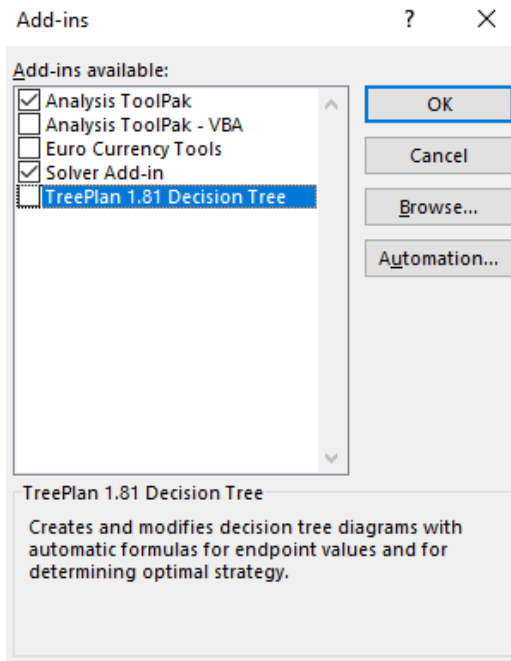 Add-ins ? ×
Add-ins available:
Analysis ToolPak
Analysis ToolPak - VBA
Euro Currency Tools
Solver Add-in
TreePlan 1.81 Decision Tree
OK
Cancel
Browse...
Automation...
TreePlan 1.81 Decision Tree
Creates and modifies decision tree diagrams with
automatic formulas for endpoint values and for
determining optimal strategy.